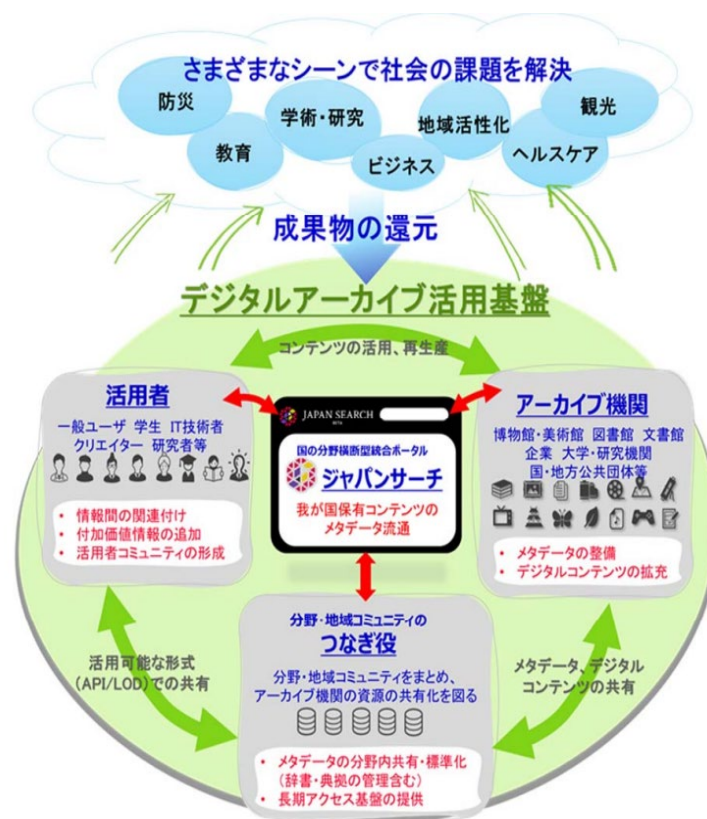 さまざまなシーンで社会の課題を解決
防災
教育
学術・研究
ビジネス
地域活性化
ヘルスケア
観光
成果物の還元
デジタルアーカイブ活用基盤
コンテンツの活用、再生産
活用者
一般ユーザ 学生 IT技術者
クリエイター 研究者等
• 情報間の関連付け
• 付加価値情報の追加
• 活用者コミュニティの形成
JAPAN SEARCH
BETA
国の分野横断型統合ポータル
ジャパンサーチ
我が国保有コンテンツの
メタデータ流通
アーカイブ機関
博物館・美術館 図書館 文書館
企業 大学・研究機関
国・地方公共団体等
• メタデータの整備
• デジタルコンテンツの拡充
分野・地域コミュニティの
つなぎ役
分野・地域コミュニティをまとめ、
アーカイブ機関の資源の共有化を図る
• メタデータの分野内共有・標準化
(辞書・典拠の管理含む)
• 長期アクセス基盤の提供
活用可能な形式
(API/LOD)での共有
メタデータ、デジタル
コンテンツの共有